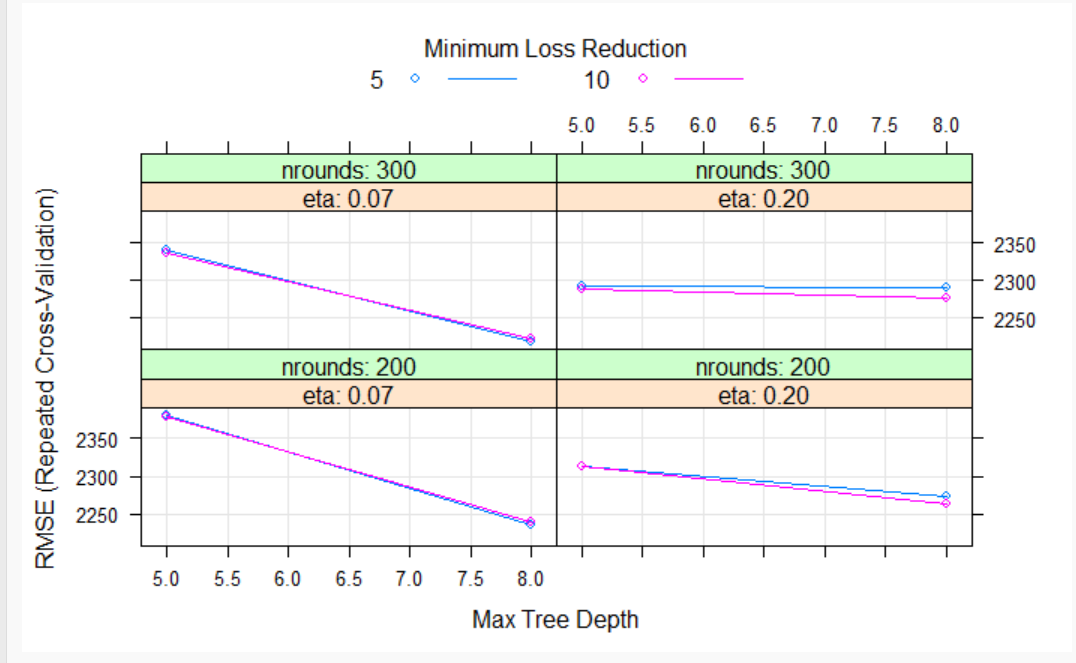 Minimum Loss Reduction
5 10
5.0 5.5 6.0 6.5 7.0 7.5 8.0
nrounds: 300 nrounds: 300
eta: 0.07 eta: 0.20
2350
2300
2250
nrounds: 200 nrounds: 200
eta: 0.07 eta: 0.20
2350
2300
2250
RMSE (Repeated Cross-Validation)
5.0 5.5 6.0 6.5 7.0 7.5 8.0
Max Tree Depth